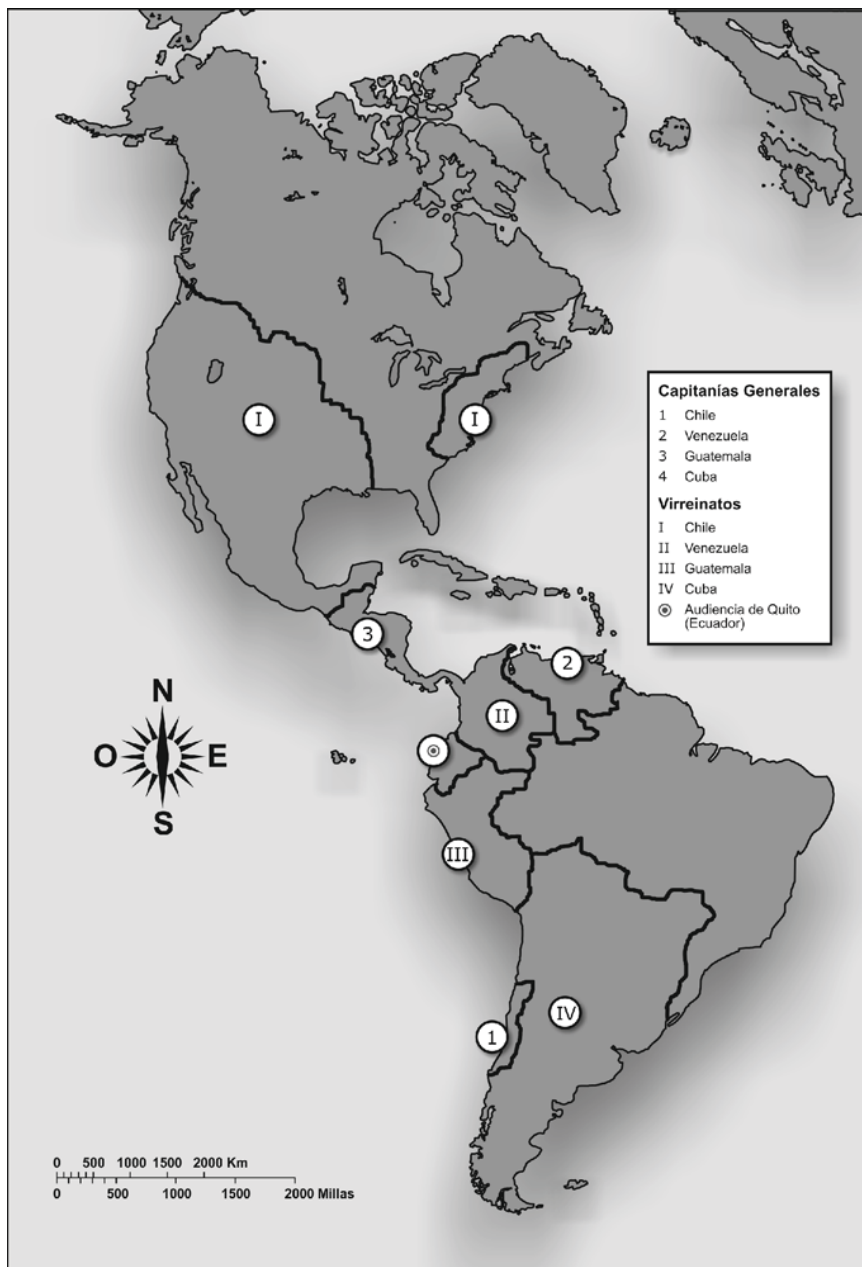 I
I
Capitanías Generales
1 Chile
2 Venezuela
3 Guatemala
4 Cuba
Virreinatos
I Chile
II Venezuela
III Guatemala
IV Cuba
Audiencia de Quito
(Ecuador)
3
2
II
N
O E
S
III
IV
1
0 500 1000 1500 2000 Km
0 500 1000 1500 2000 Millas